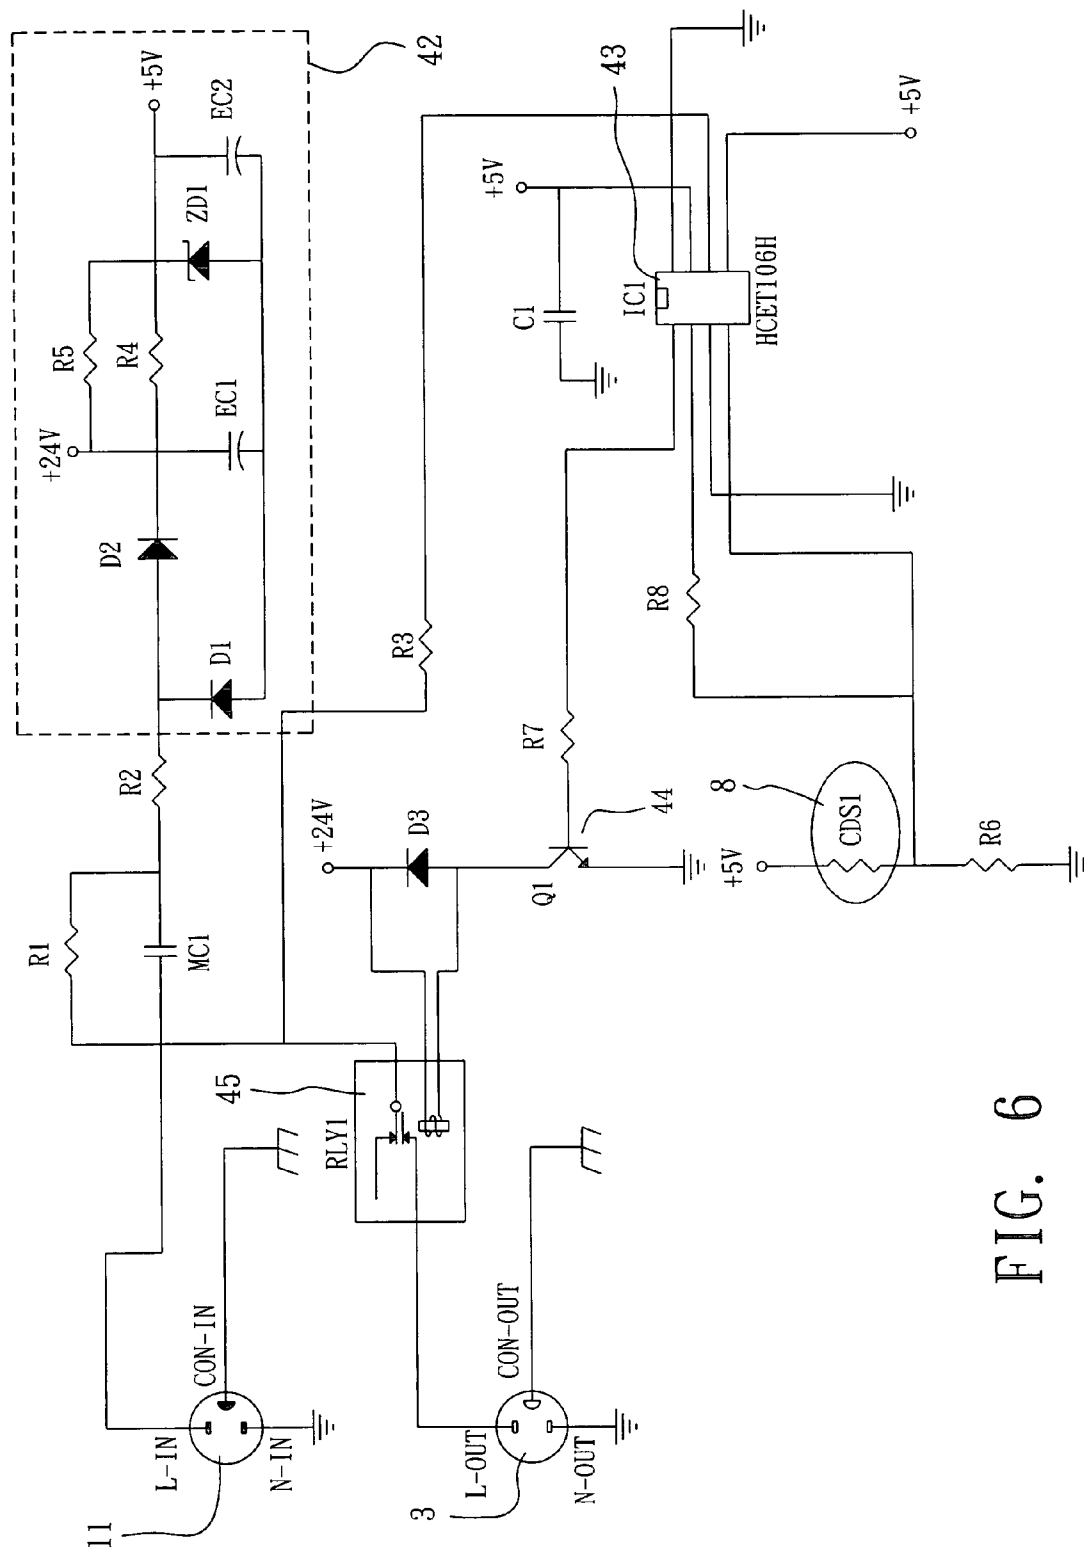 42
+5V
EC2
ZD1
R5
R4
EC1
+24V
D2
D1
R2
R1
MC1
43
+5V
+5V
C1
IC1
HCET106H
R3
R8
R7
8
44
+24V
D3
Q1
+5V
CDS1
R6
45
RLY1
CON-IN
L-IN
N-IN
11
CON-OUT
L-OUT
N-OUT
3
FIG. 6